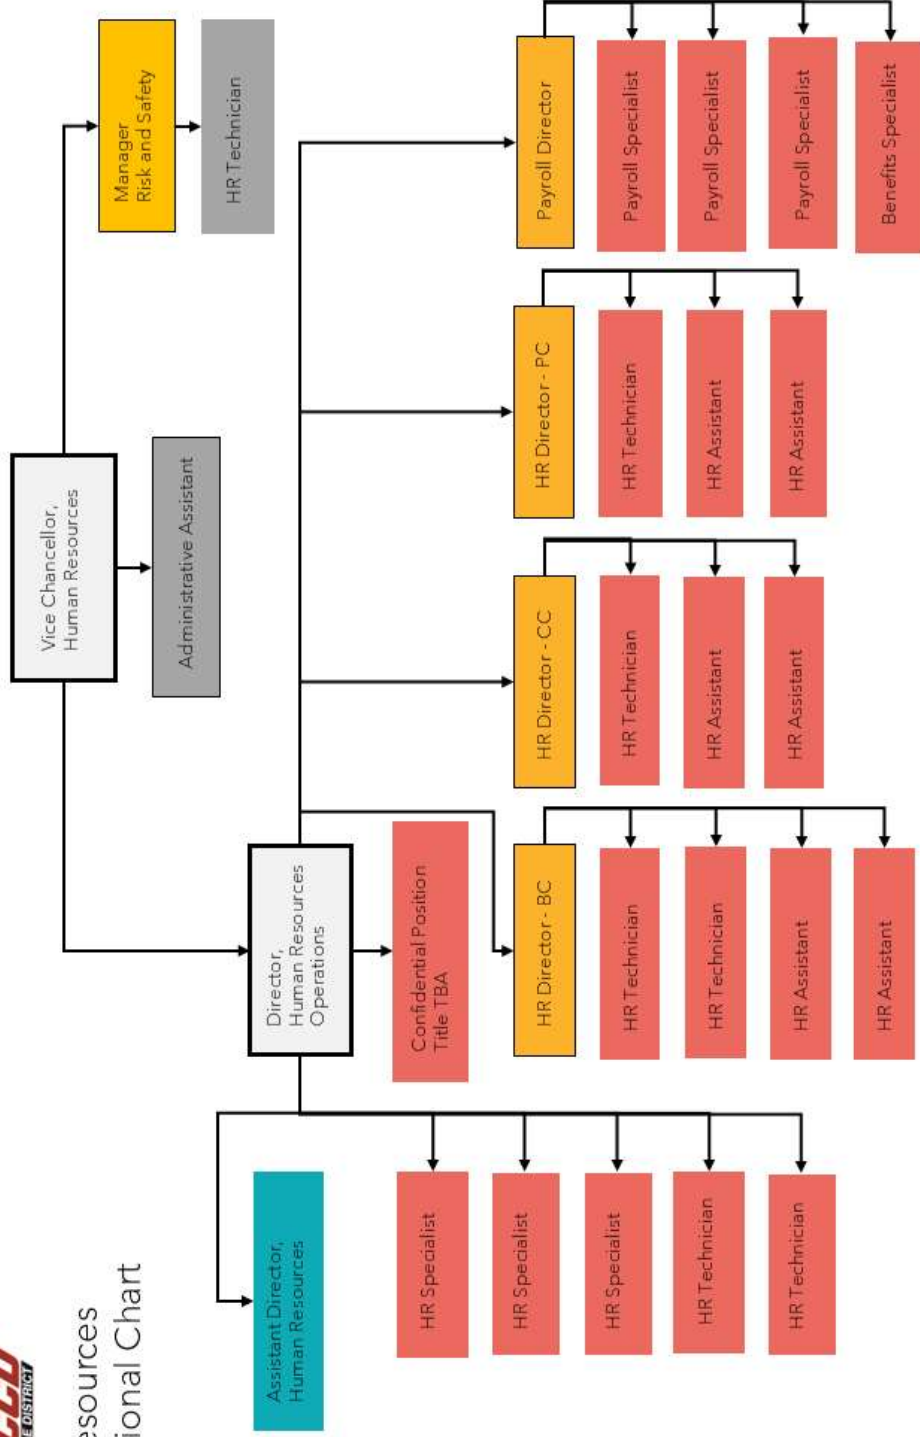 E DISTRICT
Vice Chancellor,
Human Resources
Manager
Risk and Safety
Administrative Assistant
HR Technician
Director,
Human Resources
Operations
Confidential Position
Title TBA
Assistant Director,
Human Resources
HR Specialist
HR Specialist
HR Specialist
HR Technician
HR Technician
HR Director - BC
HR Technician
HR Technician
HR Assistant
HR Assistant
HR Director - CC
HR Technician
HR Assistant
HR Assistant
HR Director - PC
HR Technician
HR Assistant
HR Assistant
Payroll Director
Payroll Specialist
Payroll Specialist
Payroll Specialist
Benefits Specialist
esources
ional Chart